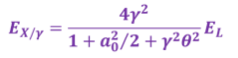 E_{X/γ} = \frac{4γ^2}{1 + a_0^2/2 + γ^2θ^2} E_L